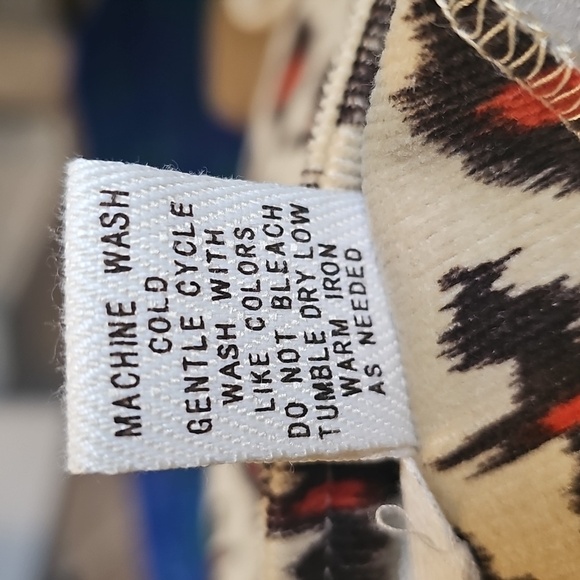 MACHINE WASH
COLD
GENTLE CYCLE
WASH WITH
LIKE COLORS
DO NOT BLEACH
TUMBLE DRY LOW
WARM IRON
AS NEEDED